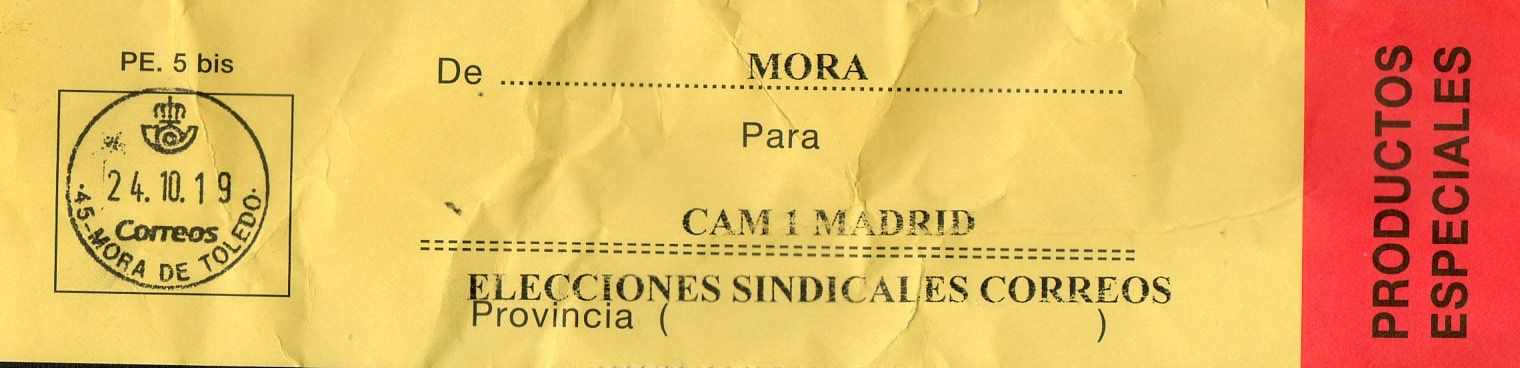 PE. 5 bis
24.10.19
Correos
·45-MORA DE TOLEDO·
De MORA
Para
CAM 1 MADRID
ELECCIONES SINDICALES CORREOS
Provincia ( )
PRODUCTOS
ESPECIALES